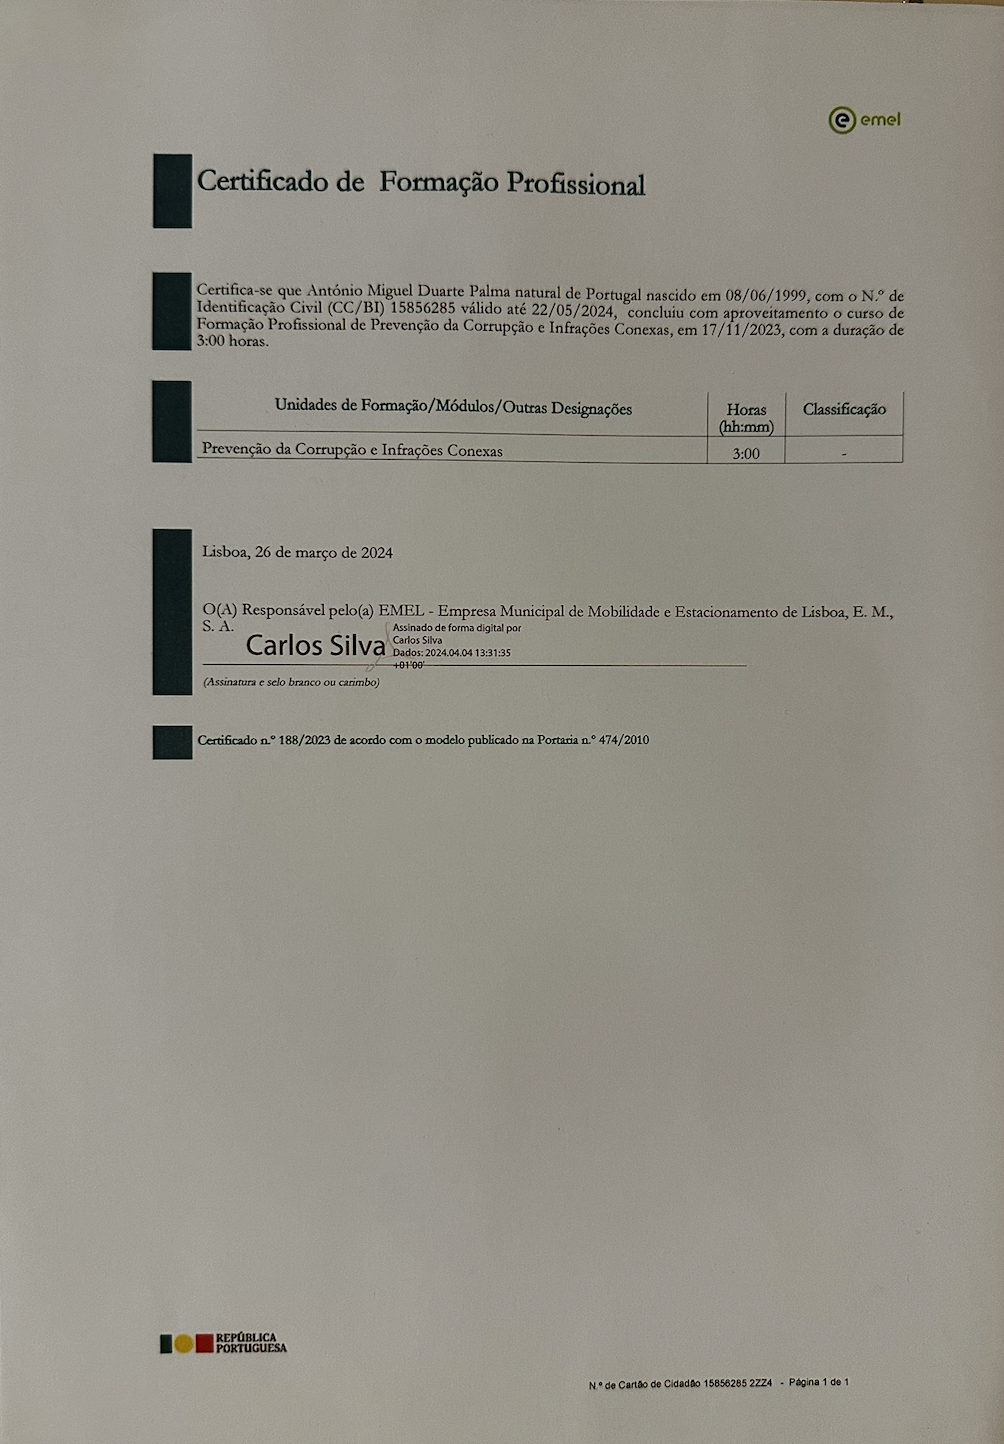 emel
Certificado de Formação Profissional
Certifica-se que António Miguel Duarte Palma natural de Portugal nascido em 08/06/1999, com o N.º de
Identificação Civil (CC/BI) 15856285 válido até 22/05/2024, concluiu com aproveitamento o curso de
Formação Profissional de Prevenção da Corrupção e Infrações Conexas, em 17/11/2023, com a duração de
3:00 horas.
Unidades de Formação/Módulos/Outras Designações Horas Classificação
(hh:mm)
Prevenção da Corrupção e Infrações Conexas 3:00 -
Lisboa, 26 de março de 2024
O(A) Responsável pelo(a) EMEL - Empresa Municipal de Mobilidade e Estacionamento de Lisboa, E. M.,
S. A.
Carlos Silva
Assinado de forma digital por
Carlos Silva
Dados: 2024.04.04 13:31:35
+01'00'
(Assinatura e selo branco ou carimbo)
Certificado n.º 188/2023 de acordo com o modelo publicado na Portaria n.º 474/2010
REPÚBLICA
PORTUGUESA
N.º de Cartão de Cidadão 15856285 2ZZ4 - Página 1 de 1